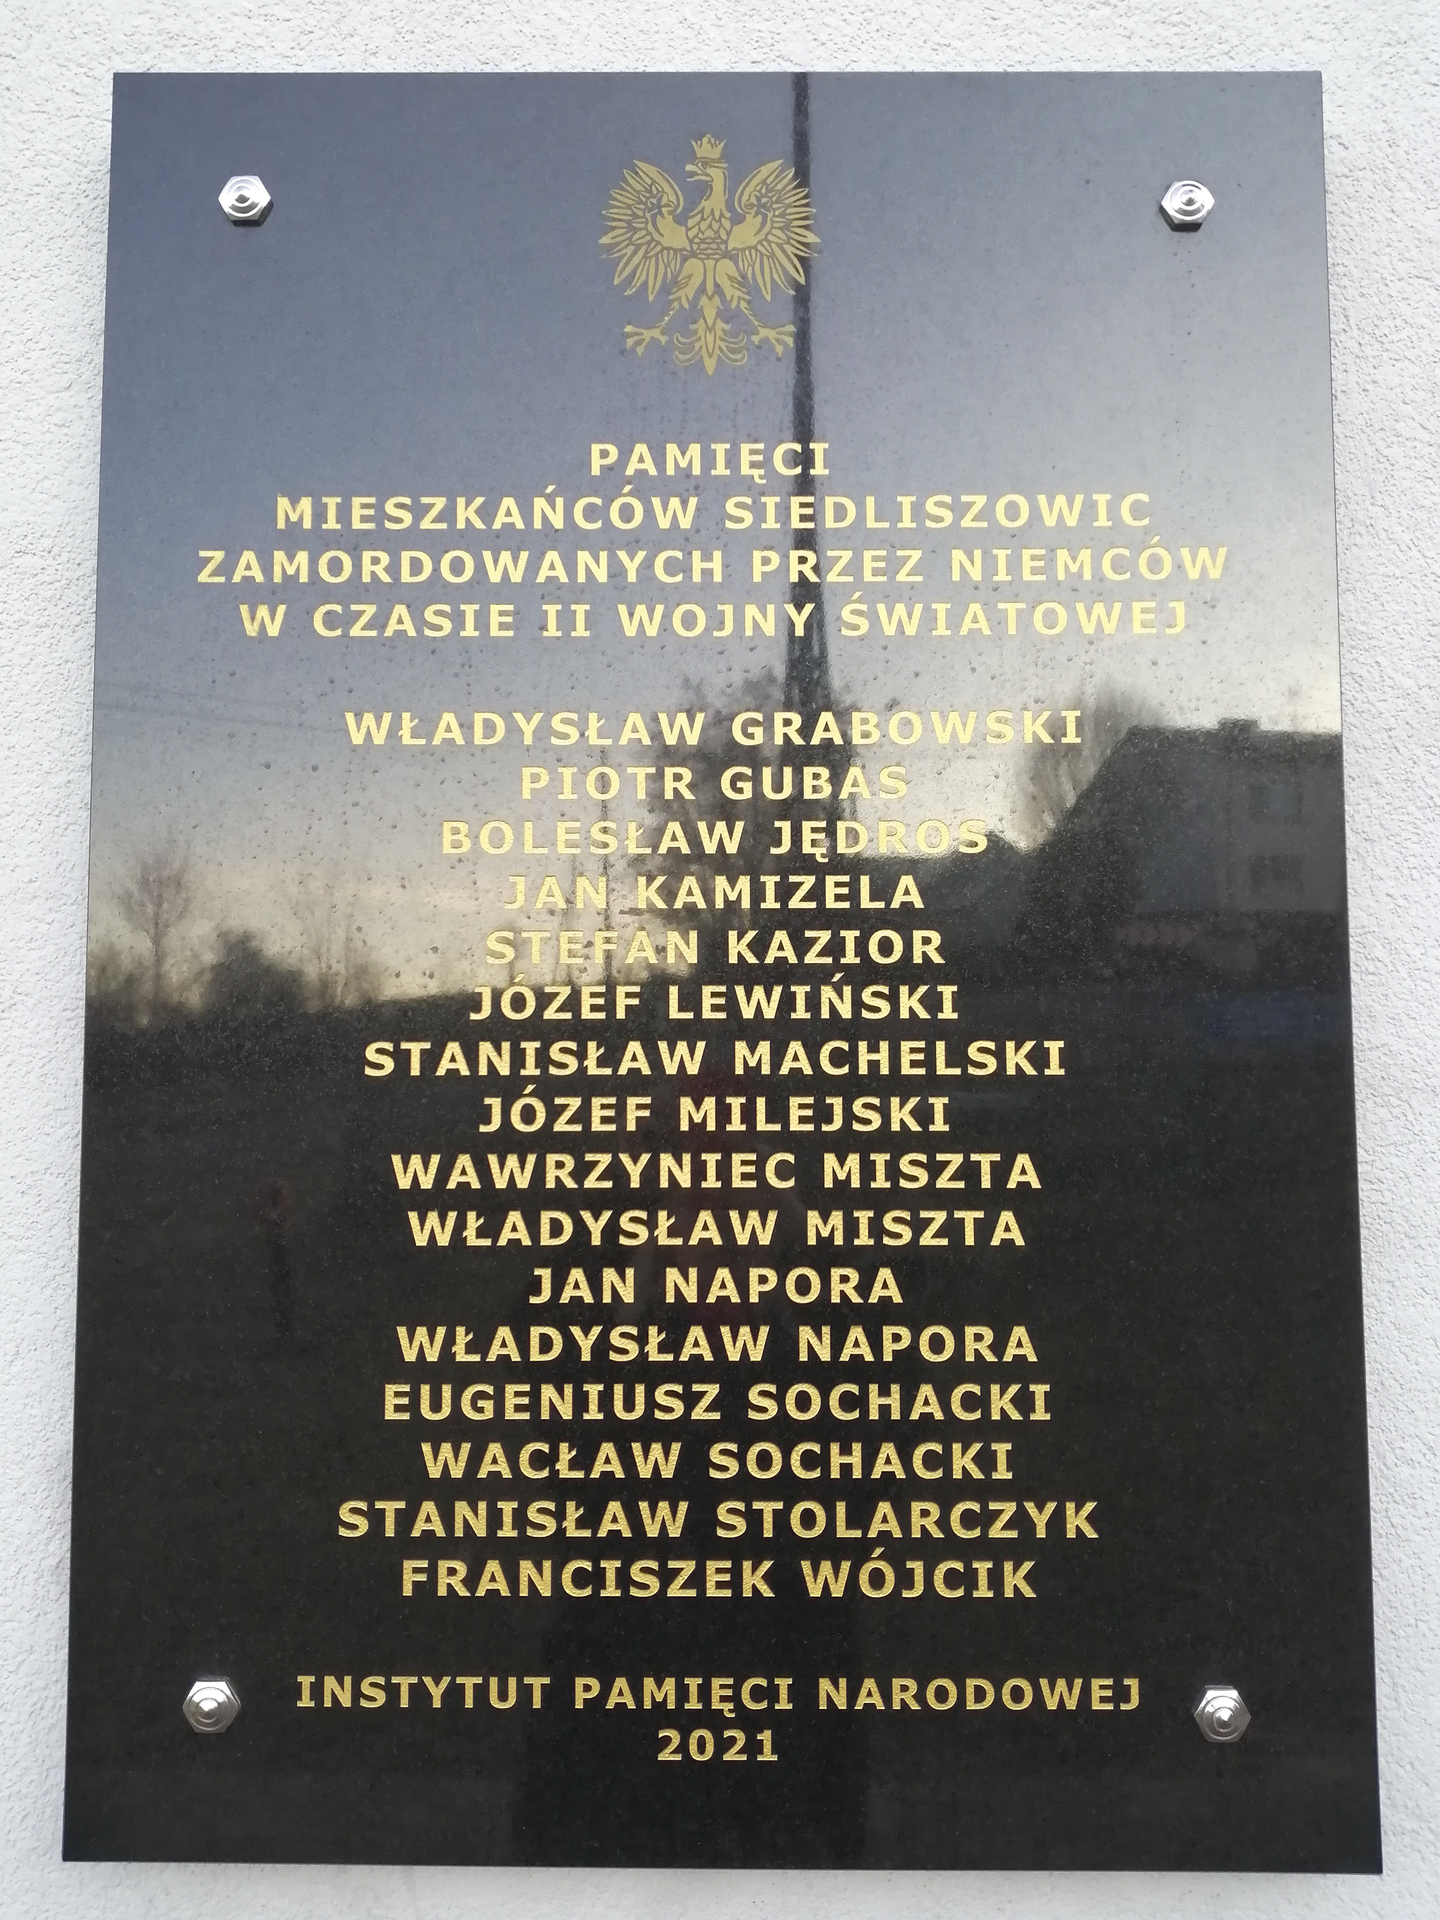 PAMIĘCI
MIESZKAŃCÓW SIEDLISZOWIC
ZAMORDOWANYCH PRZEZ NIEMCÓW
W CZASIE II WOJNY ŚWIATOWEJ
WŁADYSŁAW GRABOWSKI
PIOTR GUBAS
BOLESŁAW JĘDROS
JAN KAMIZELA
STEFAN KAZIOR
JÓZEF LEWIŃSKI
STANISŁAW MACHELSKI
JÓZEF MILEJSKI
WAWRZYNIEC MISZTA
WŁADYSŁAW MISZTA
JAN NAPORA
WŁADYSŁAW NAPORA
EUGENIUSZ SOCHACKI
WACŁAW SOCHACKI
STANISŁAW STOLARCZYK
FRANCISZEK WÓJCIK
INSTYTUT PAMIĘCI NARODOWEJ
2021